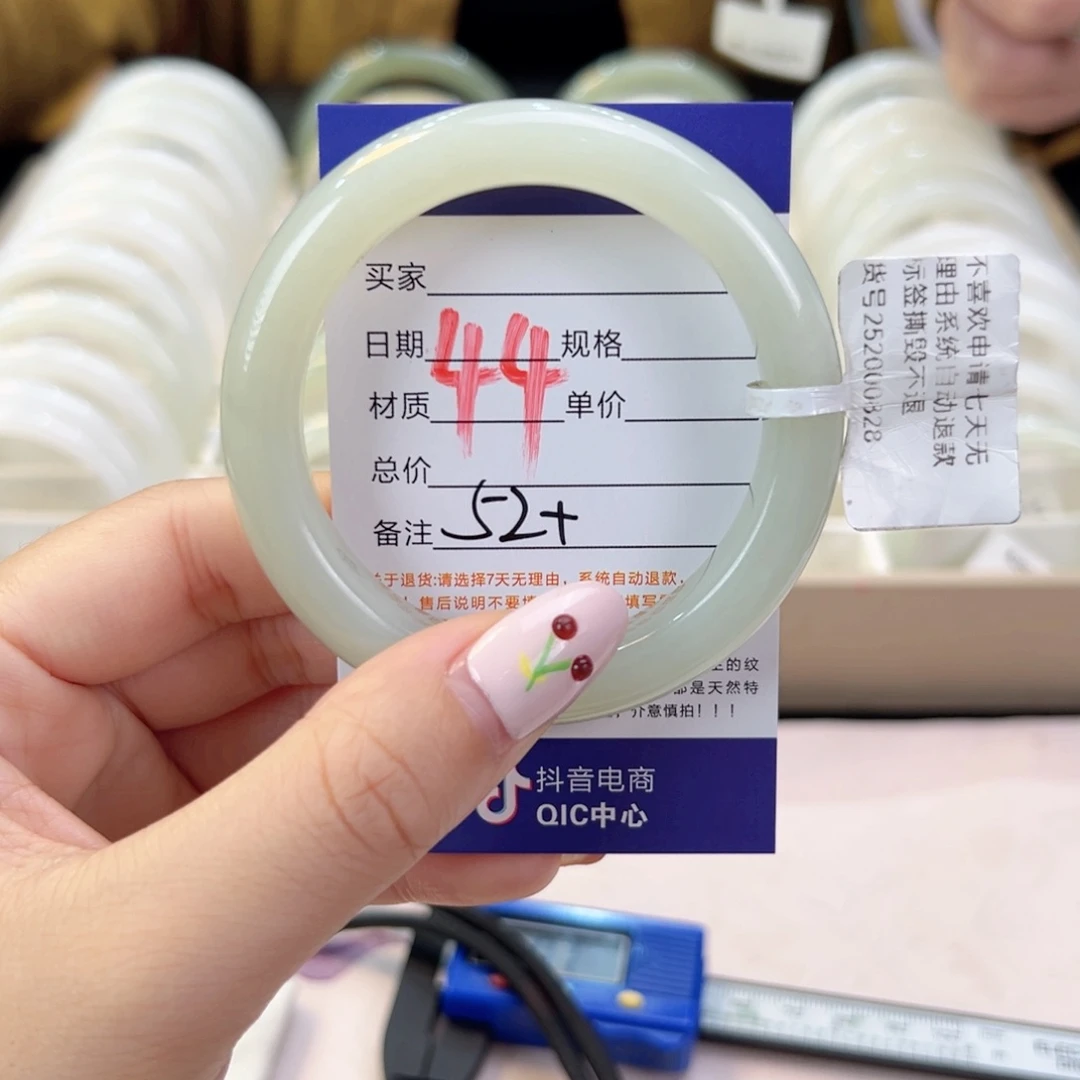 买家
日期 44 规格
材质 单价
总价
备注 52+
于退货:请选择7天无理由，系统自动退款，
！售后说明不要填 填写
的纹
都是天然特
，介意慎拍！！！
抖音电商
QIC中心
不喜欢申请七天无
理由系统自动退款
标签撕毁不退
货号252000328